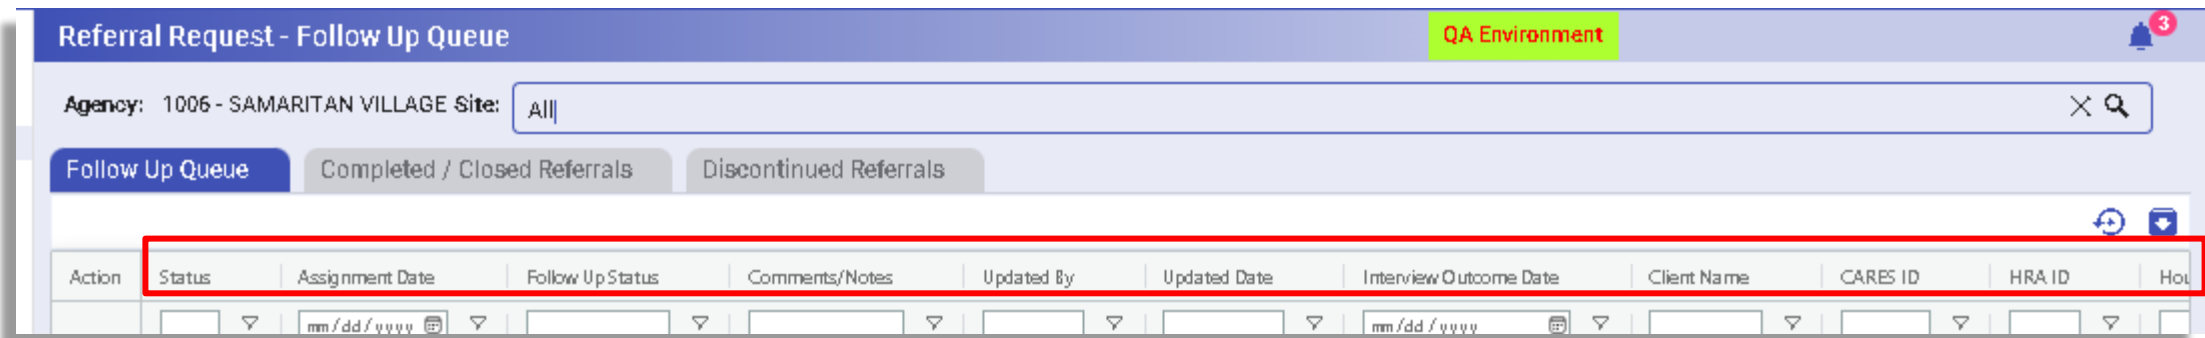 Referral Request - Follow Up Queue QA Environment 3
Agency: 1006 - SAMARITAN VILLAGE Site: All
Follow Up Queue Completed / Closed Referrals Discontinued Referrals
Action Status Assignment Date Follow Up Status Comments/Notes Updated By Updated Date Interview Outcome Date Client Name CARES ID HRA ID Hou
mm/dd/yyyy mm/dd/yyyy